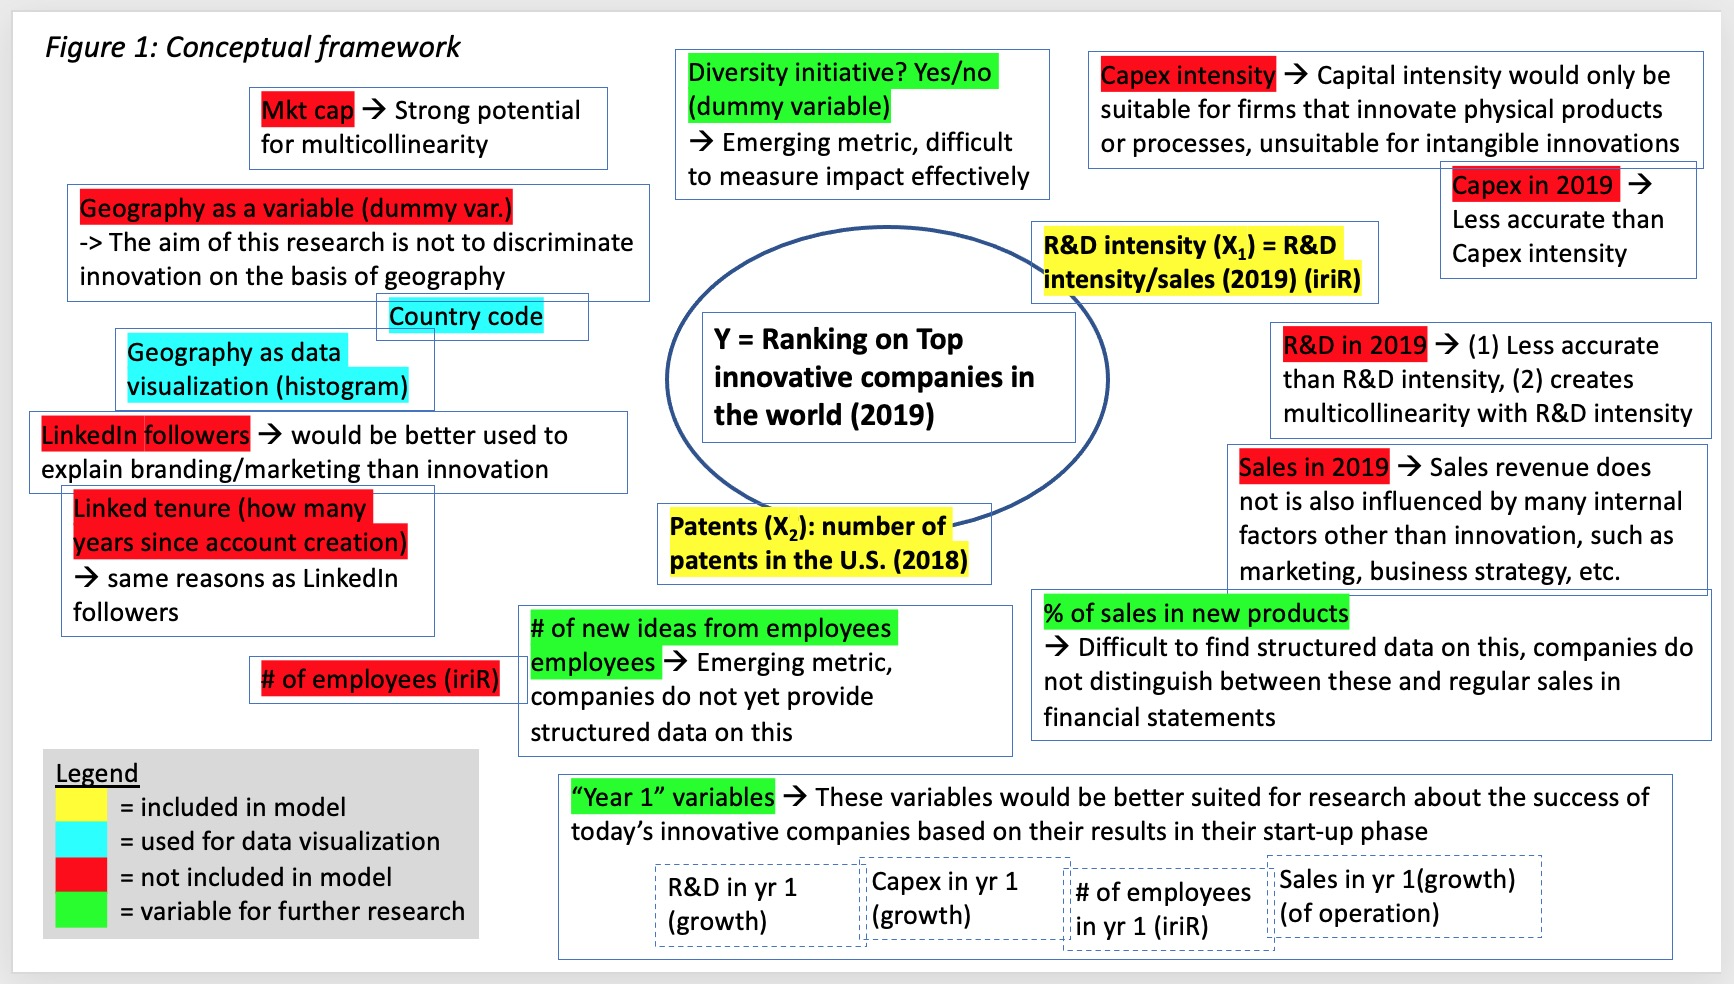 Figure 1: Conceptual framework
Mkt cap → Strong potential
for multicollinearity
Diversity initiative? Yes/no
(dummy variable)
→ Emerging metric, difficult
to measure impact effectively
Capex intensity → Capital intensity would only be
suitable for firms that innovate physical products
or processes, unsuitable for intangible innovations
Capex in 2019 →
Less accurate than
Capex intensity
Geography as a variable (dummy var.)
-> The aim of this research is not to discriminate
innovation on the basis of geography
Country code
Geography as data
visualization (histogram)
R&D intensity (X1) = R&D
intensity/sales (2019) (iriR)
Y = Ranking on Top
innovative companies in
the world (2019)
R&D in 2019 → (1) Less accurate
than R&D intensity, (2) creates
multicollinearity with R&D intensity
LinkedIn followers → would be better used to
explain branding/marketing than innovation
Linked tenure (how many
years since account creation)
→ same reasons as LinkedIn
followers
Sales in 2019 → Sales revenue does
not is also influenced by many internal
factors other than innovation, such as
marketing, business strategy, etc.
Patents (X2): number of
patents in the U.S. (2018)
# of employees (iriR)
# of new ideas from employees
employees → Emerging metric,
companies do not yet provide
structured data on this
% of sales in new products
→ Difficult to find structured data on this, companies do
not distinguish between these and regular sales in
financial statements
Legend
= included in model
= used for data visualization
= not included in model
= variable for further research
“Year 1” variables → These variables would be better suited for research about the success of
today’s innovative companies based on their results in their start-up phase
R&D in yr 1
(growth)
Capex in yr 1
(growth)
# of employees
in yr 1 (iriR)
Sales in yr 1(growth)
(of operation)